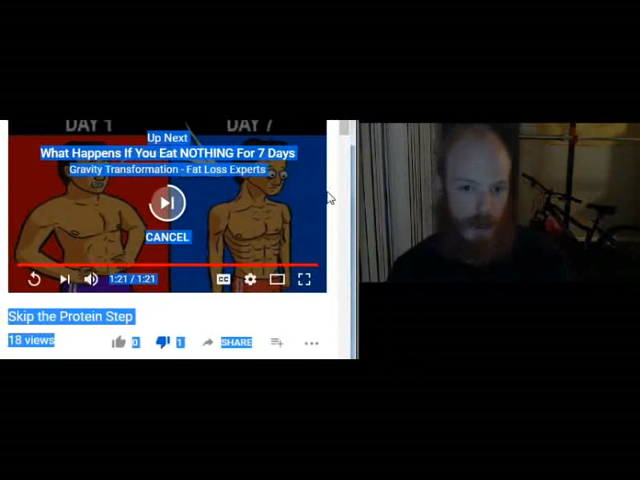 DAY 1 DAY 7
Up Next
What Happens If You Eat NOTHING For 7 Days
Gravity Transformation - Fat Loss Experts
CANCEL
1:21 / 1:21
CC
Skip the Protein Step
18 views
0 1 SHARE